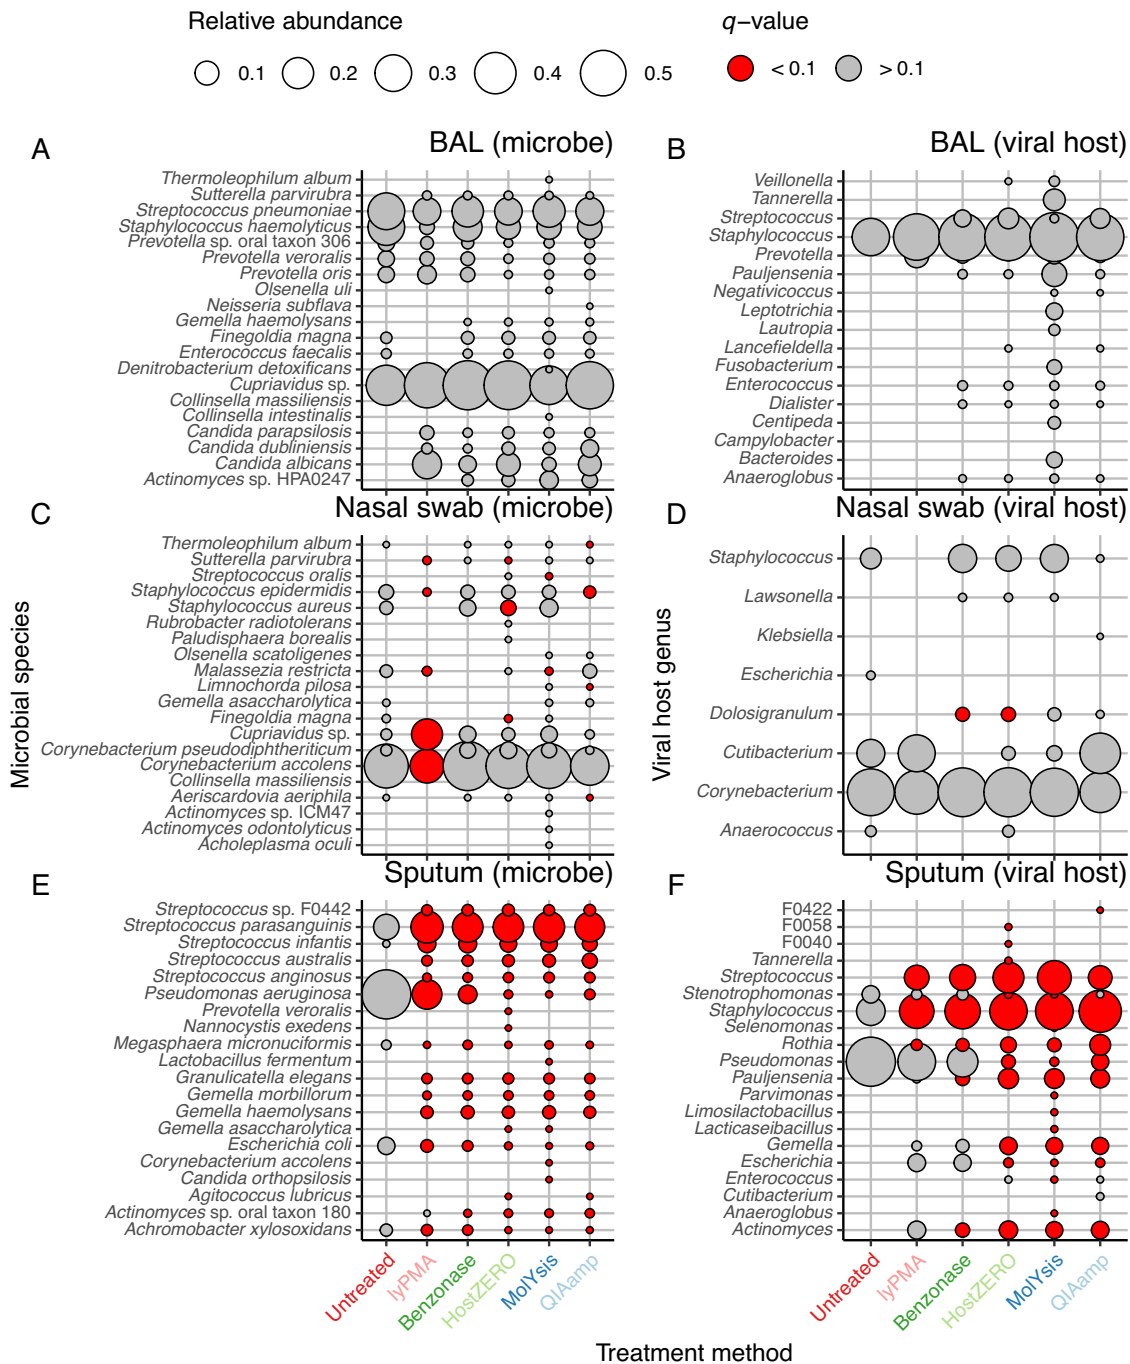 Relative abundance
q−value
0.1
0.2
0.3
0.4
0.5
< 0.1
> 0.1
A
BAL (microbe)
Thermoleophilum album
Sutterella parvirubra
Streptococcus pneumoniae
Staphylococcus haemolyticus
Prevotella sp. oral taxon 306
Prevotella veroralis
Prevotella oris
Olsenella uli
Neisseria subflava
Gemella haemolysans
Finegoldia magna
Enterococcus faecalis
Denitrobacterium detoxificans
Cupriavidus sp.
Collinsella massiliensis
Collinsella intestinalis
Candida parapsilosis
Candida dubliniensis
Candida albicans
Actinomyces sp. HPA0247
B
BAL (viral host)
Veillonella
Tannerella
Streptococcus
Staphylococcus
Prevotella
Pauljensenia
Negativicoccus
Leptotrichia
Lautropia
Lancefieldella
Fusobacterium
Enterococcus
Dialister
Centipeda
Campylobacter
Bacteroides
Anaeroglobus
C
Nasal swab (microbe)
Thermoleophilum album
Sutterella parvirubra
Streptococcus oralis
Staphylococcus epidermidis
Staphylococcus aureus
Rubrobacter radiotolerans
Paludisphaera borealis
Olsenella scatoligenes
Malassezia restricta
Limnochorda pilosa
Gemella asaccharolytica
Finegoldia magna
Cupriavidus sp.
Corynebacterium pseudodiphtheriticum
Corynebacterium accolens
Collinsella massiliensis
Aeriscardovia aeriphila
Actinomyces sp. ICM47
Actinomyces odontolyticus
Acholeplasma oculi
D
Nasal swab (viral host)
Staphylococcus
Lawsonella
Klebsiella
Escherichia
Dolosigranulum
Cutibacterium
Corynebacterium
Anaerococcus
E
Sputum (microbe)
Streptococcus sp. F0442
Streptococcus parasanguinis
Streptococcus infantis
Streptococcus australis
Streptococcus anginosus
Pseudomonas aeruginosa
Prevotella veroralis
Nannocystis exedens
Megasphaera micronuciformis
Lactobacillus fermentum
Granulicatella elegans
Gemella morbillorum
Gemella haemolysans
Gemella asaccharolytica
Escherichia coli
Corynebacterium accolens
Candida orthopsilosis
Agitococcus lubricus
Actinomyces sp. oral taxon 180
Achromobacter xylosoxidans
F
Sputum (viral host)
F0422
F0058
F0040
Tannerella
Streptococcus
Stenotrophomonas
Staphylococcus
Selenomonas
Rothia
Pseudomonas
Pauljensenia
Parvimonas
Limosilactobacillus
Lacticaseibacillus
Gemella
Escherichia
Enterococcus
Cutibacterium
Anaeroglobus
Actinomyces
Microbial species
Viral host genus
Untreated
lyPMA
Benzonase
HostZERO
MolYsis
QIAamp
Untreated
lyPMA
Benzonase
HostZERO
MolYsis
QIAamp
Treatment method